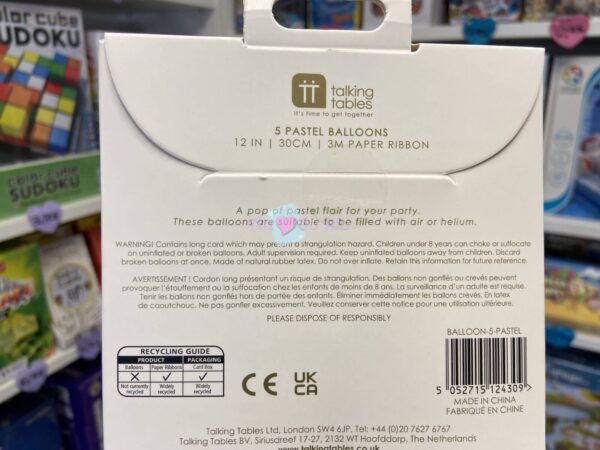 color cube
SUDOKU
color cube
SUDOKU
talking
tables
it's time to get together
5 PASTEL BALLOONS
12 IN | 30CM | 3M PAPER RIBBON
A pop of pastel flair for your party.
These balloons are suitable to be filled with air or helium.
WARNING! Contains long cord which may present a strangulation hazard. Children under 8 years can choke or suffocate
on uninflated or broken balloons. Adult supervision required. Keep uninflated balloons away from children. Discard
broken balloons at once. Made of natural rubber latex. Do not over inflate. Retain this information for future reference.
AVERTISSEMENT ! Cordon long présentant un risque de strangulation. Des ballons non gonflés ou crevés peuvent
provoquer l'étouffement ou la suffocation chez les enfants de moins de 8 ans. La surveillance d'un adulte est requise.
Tenir les ballons non gonflés hors de portée des enfants. Éliminer immédiatement les ballons crevés. En latex
de caoutchouc. Ne pas gonfler excessivement. Veuillez conserver cette notice pour une utilisation ultérieure.
PLEASE DISPOSE OF RESPONSIBLY
RECYCLING GUIDE
PRODUCT PACKAGING
Balloons Paper Ribbons Card Box
Not currently recycled Widely recycled Widely recycled
CE UK CA
BALLOON-5-PASTEL
5 052715 124309
MADE IN CHINA
FABRIQUÉ EN CHINE
Talking Tables Ltd, London SW4 6JP. Tel: +44 (0)20 7627 6767
Talking Tables BV, Siriusdreef 17-27, 2132 WT Hoofddorp, The Netherlands
www.talkingtables.co.uk